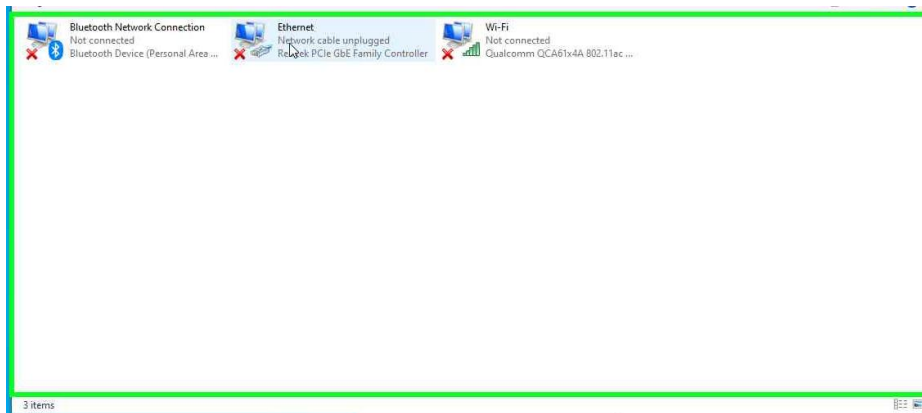 Bluetooth Network Connection
Not connected
Bluetooth Device (Personal Area ...
Ethernet
Network cable unplugged
Realtek PCIe GbE Family Controller
Wi-Fi
Not connected
Qualcomm QCA61x4A 802.11ac ...
3 items